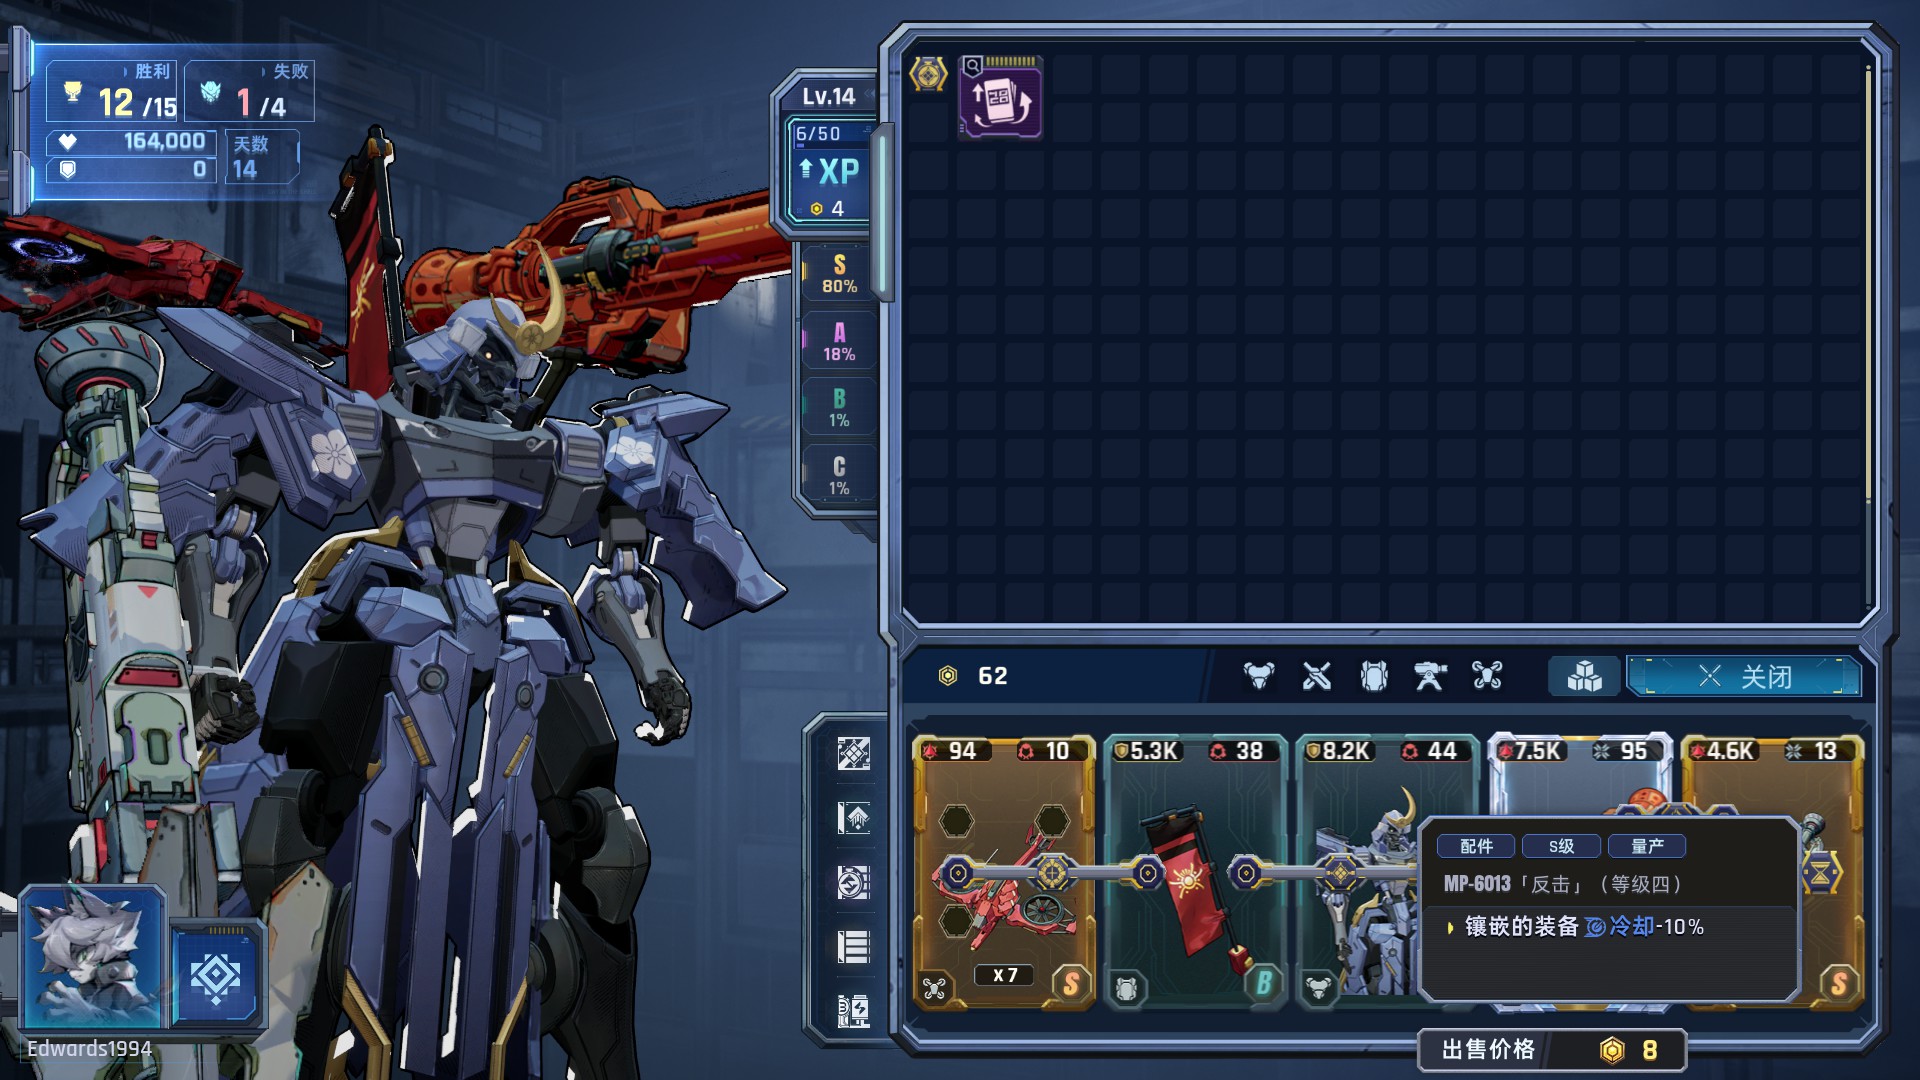 胜利
12 /15
失败
1 /4
164,000
0
天数
14
Lv.14
6/50
XP
4
S
80%
A
18%
B
1%
C
1%
62
关闭
94
10
5.3K
38
8.2K
44
7.5K
95
4.6K
13
X 7
S
B
S
配件
S级
量产
MP-6013「反击」（等级四）
镶嵌的装备冷却-10%
出售价格
8
Edwards1994